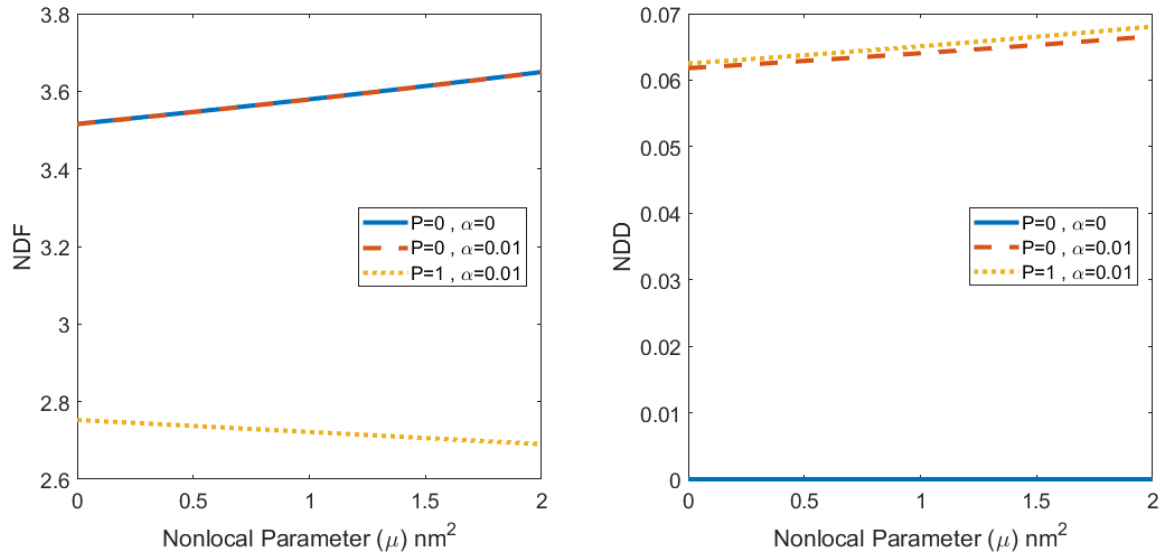 3.8
3.6
3.4
3.2
3
2.8
2.6
NDF
0
0.5
1
1.5
2
Nonlocal Parameter (μ) nm²
P=0 , α=0
P=0 , α=0.01
P=1 , α=0.01
0.07
0.06
0.05
0.04
0.03
0.02
0.01
0
NDD
0
0.5
1
1.5
2
Nonlocal Parameter (μ) nm²
P=0 , α=0
P=0 , α=0.01
P=1 , α=0.01